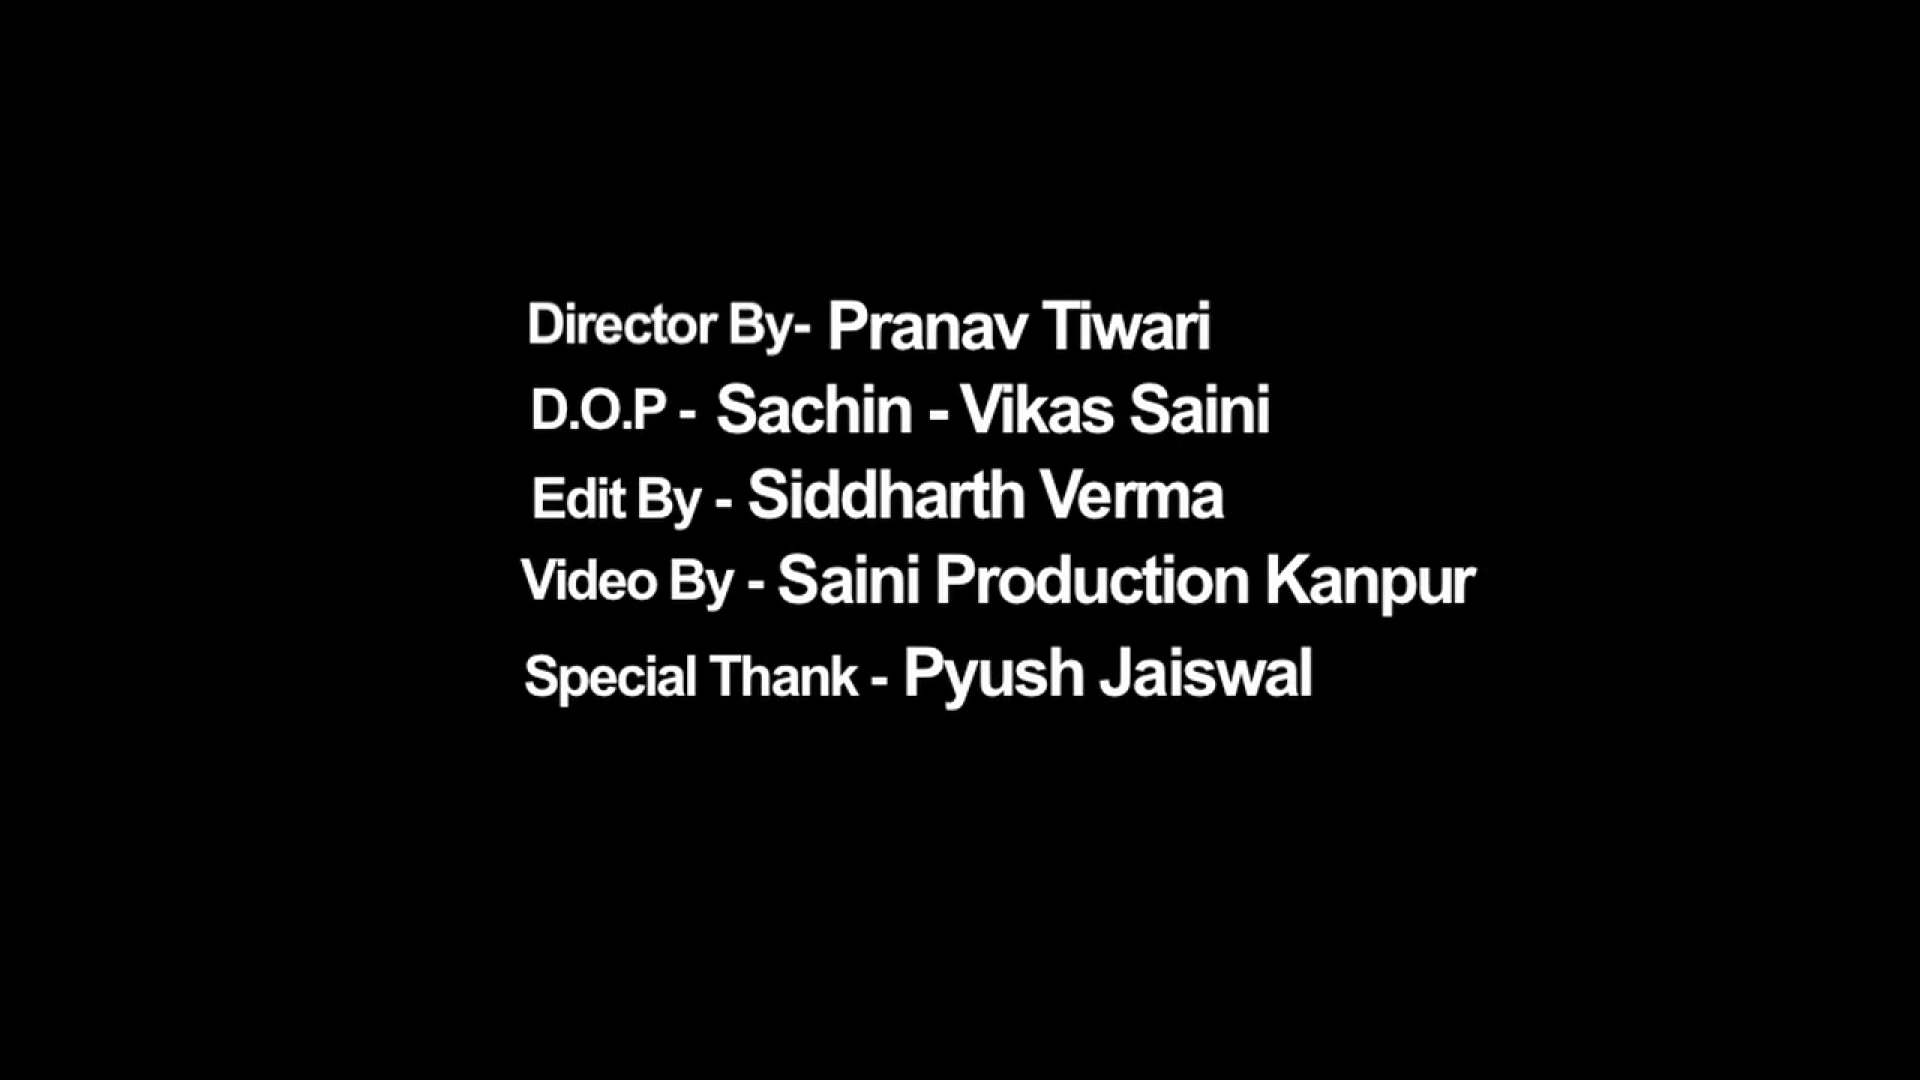 Director By- Pranav Tiwari
D.O.P - Sachin - Vikas Saini
Edit By - Siddharth Verma
Video By - Saini Production Kanpur
Special Thank - Pyush Jaiswal